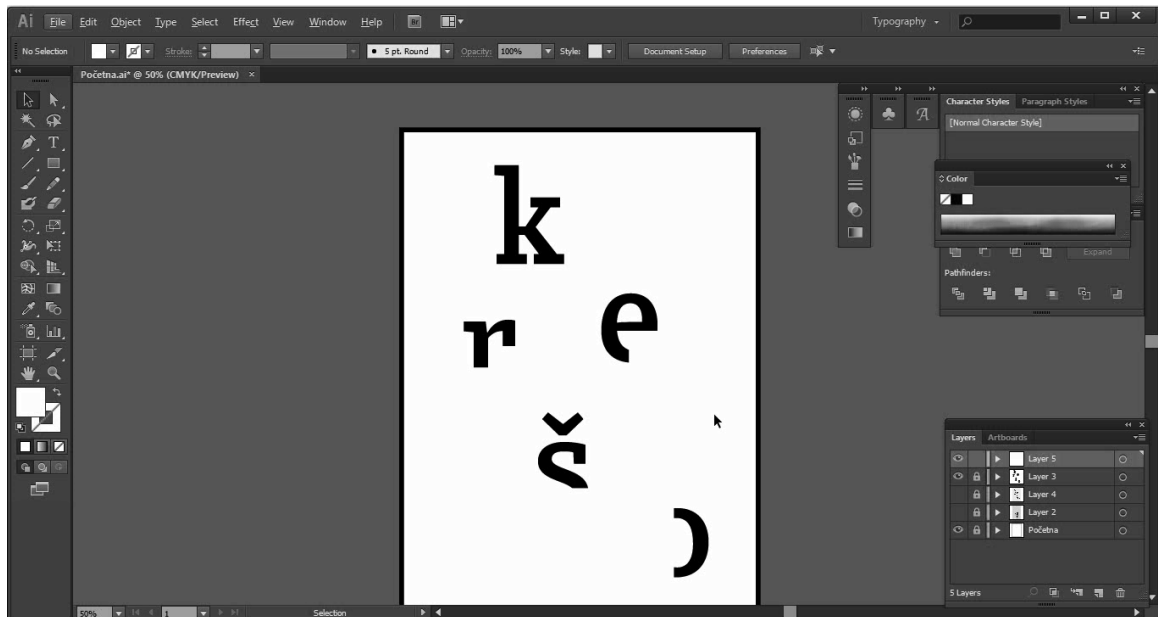 Ai File Edit Object Type Select Effect View Window Help Br Typography
No Selection Stroke: 5 pt. Round Opacity: 100% Style: Document Setup Preferences
Početna.ai* @ 50% (CMYK/Preview) ×
Character Styles Paragraph Styles
[Normal Character Style]
Color
Expand
Pathfinders:
k
r e
š
Layers Artboards
Layer 5
Layer 3
Layer 4
Layer 2
Početna
5 Layers
50% 1 Selection